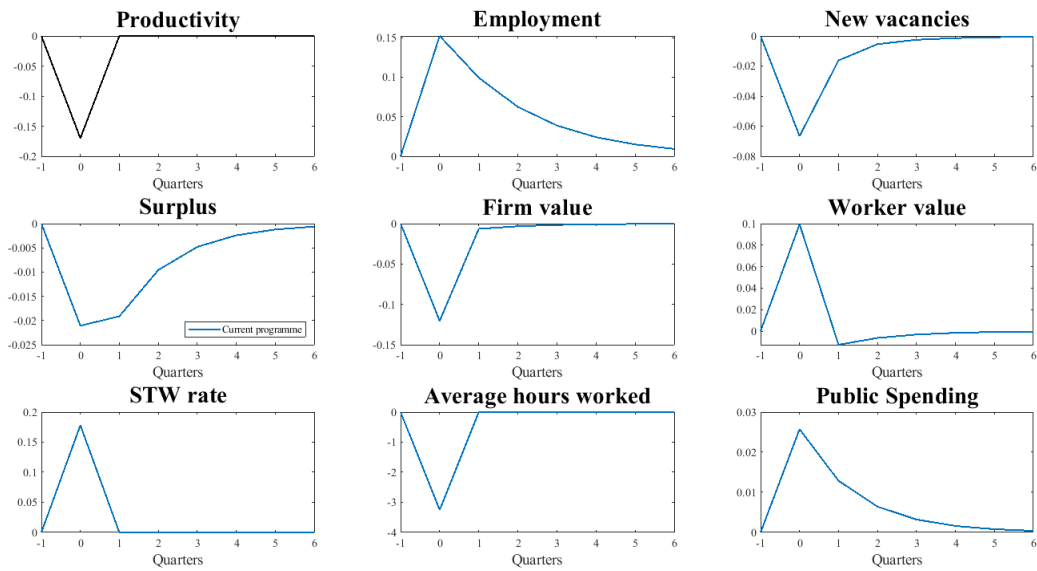 Productivity
0
-0.05
-0.1
-0.15
-0.2
-1 0 1 2 3 4 5 6
Quarters
Employment
0.15
0.1
0.05
0
-1 0 1 2 3 4 5 6
Quarters
New vacancies
0
-0.02
-0.04
-0.06
-0.08
-1 0 1 2 3 4 5 6
Quarters
Surplus
0
-0.005
-0.01
-0.015
-0.02
-0.025
Current programme
-1 0 1 2 3 4 5 6
Quarters
Firm value
0
-0.05
-0.1
-0.15
-1 0 1 2 3 4 5 6
Quarters
Worker value
0.1
0.08
0.06
0.04
0.02
0
-1 0 1 2 3 4 5 6
Quarters
STW rate
0.2
0.15
0.1
0.05
0
-1 0 1 2 3 4 5 6
Quarters
Average hours worked
0
-1
-2
-3
-4
-1 0 1 2 3 4 5 6
Quarters
Public Spending
0.03
0.02
0.01
0
-1 0 1 2 3 4 5 6
Quarters